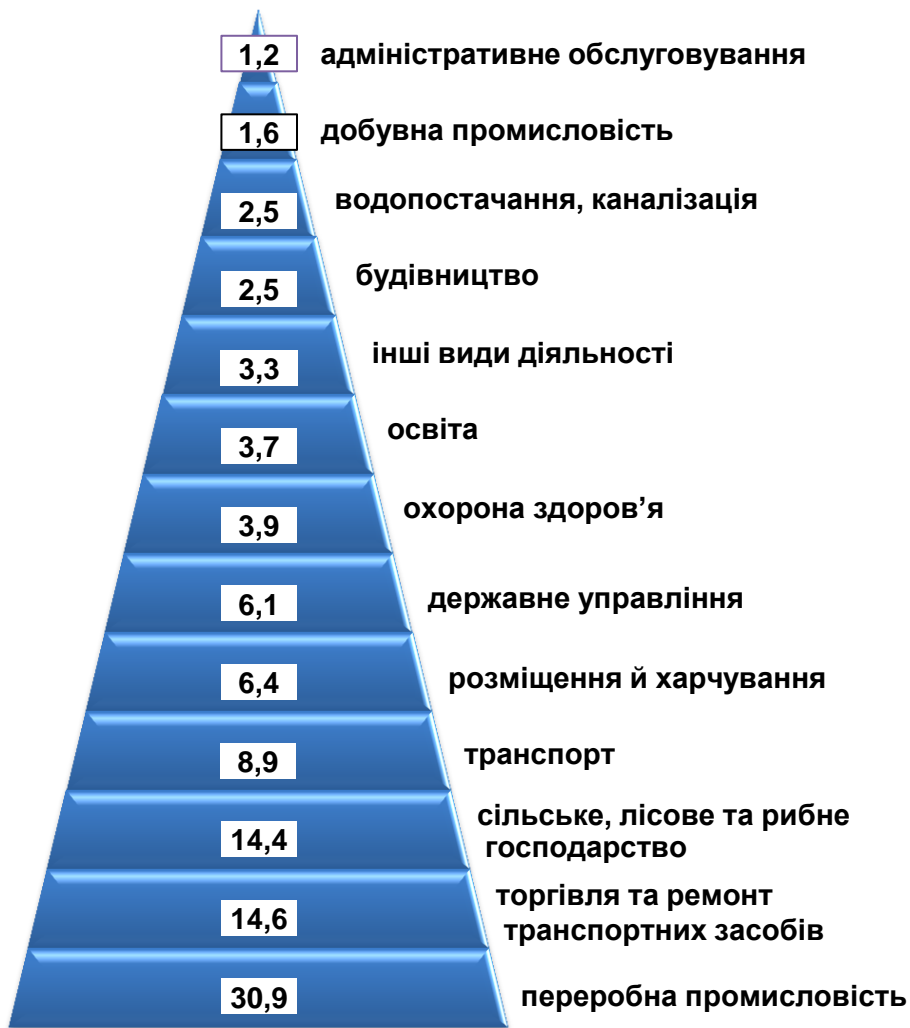 1,2 адміністративне обслуговування
1,6 добувна промисловість
2,5 водопостачання, каналізація
2,5 будівництво
3,3 інші види діяльності
3,7 освіта
3,9 охорона здоров’я
6,1 державне управління
6,4 розміщення й харчування
8,9 транспорт
14,4 сільське, лісове та рибне
господарство
14,6 торгівля та ремонт
транспортних засобів
30,9 переробна промисловість